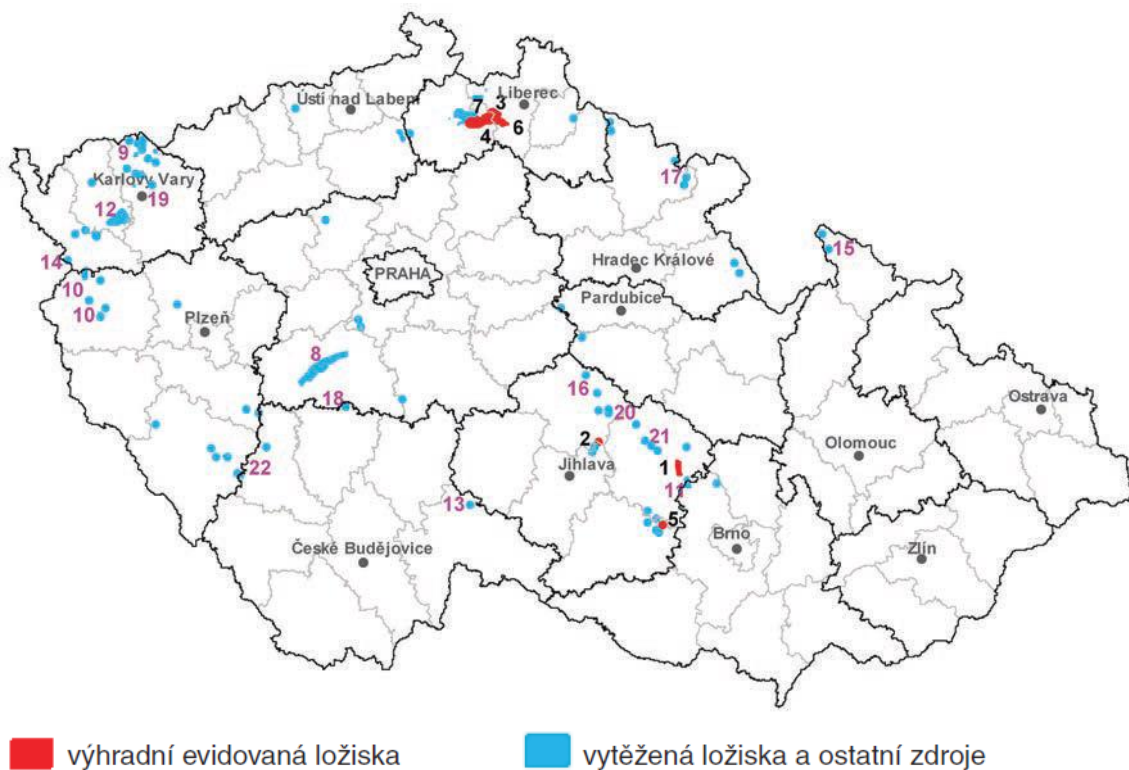 Liberec
Ústí nad Labem
7
3
4
6
9
Karlovy Vary
19
17
12
Hradec Králové
15
14
PRAHA
10
Pardubice
10
Plzeň
8
16
18
20
Ostrava
21
2
Olomouc
22
Jihlava
1
11
13
5
Brno
České Budějovice
Zlín
výhradní evidovaná ložiska
vytěžená ložiska a ostatní zdroje